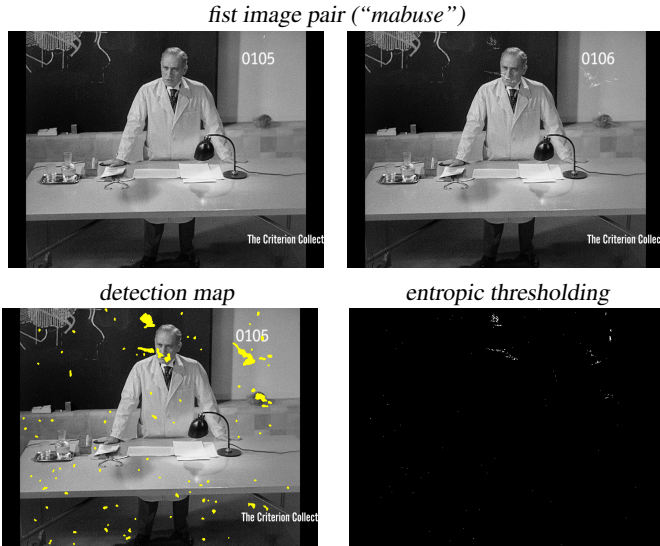 fist image pair (“mabuse”)
0105
0106
The Criterion Collect
The Criterion Collect
detection map
entropic thresholding
0105
The Criterion Collect